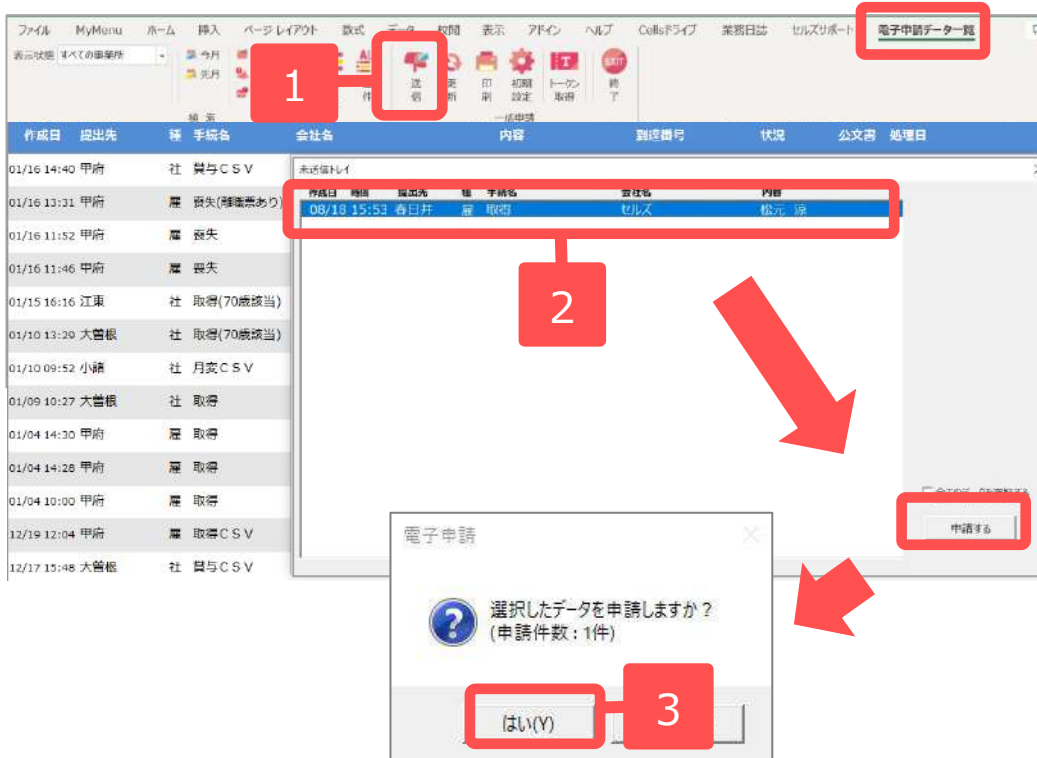 ファイル MyMenu ホーム 挿入 ページ レイアウト 数式 データ 校閲 表示 アドイン ヘルプ Cellsドライブ 業務日誌 セルズサポート 電子申請データ一覧
表示状態 すべての事業所 今月
先月
1
送信 更新 印刷 初期設定 トークン取得 EXIT 終了
検索 一括申請
作成日 提出先 種 手続名 会社名 内容 到達番号 状況 公文書 処理日
01/16 14:40 甲府 社 賞与CSV
01/16 13:31 甲府 雇 喪失(離職票あり)
01/16 11:52 甲府 雇 喪失
01/16 11:46 甲府 雇 喪失
01/15 16:16 江東 社 取得(70歳該当)
01/10 13:29 大曽根 社 取得(70歳該当)
01/10 09:52 小諸 社 月変CSV
01/09 10:27 大曽根 社 取得
01/04 14:30 甲府 雇 取得
01/04 14:28 甲府 雇 取得
01/04 10:00 甲府 雇 取得
12/19 12:04 甲府 雇 取得CSV
12/17 15:48 大曽根 社 賞与CSV
未送信トレイ
作成日 時間 提出先 種 手続名 会社名 内容
08/18 15:53 春日井 雇 取得 セルズ 松元 涼
2
申請する
電子申請
選択したデータを申請しますか？
(申請件数：1件)
はい(Y)
3